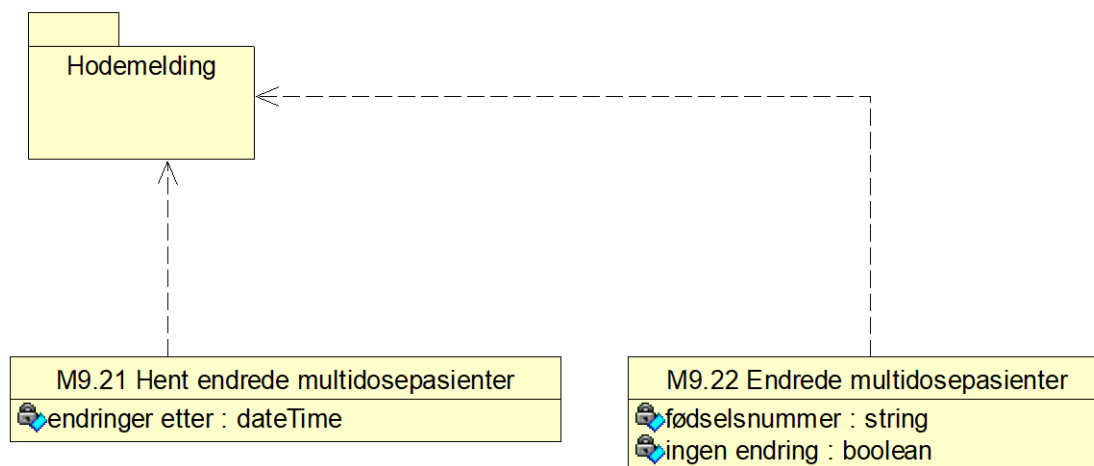 Hodemelding
M9.21 Hent endrede multidosepasienter
endringer etter : dateTime
M9.22 Endrede multidosepasienter
fødselsnummer : string
ingen endring : boolean